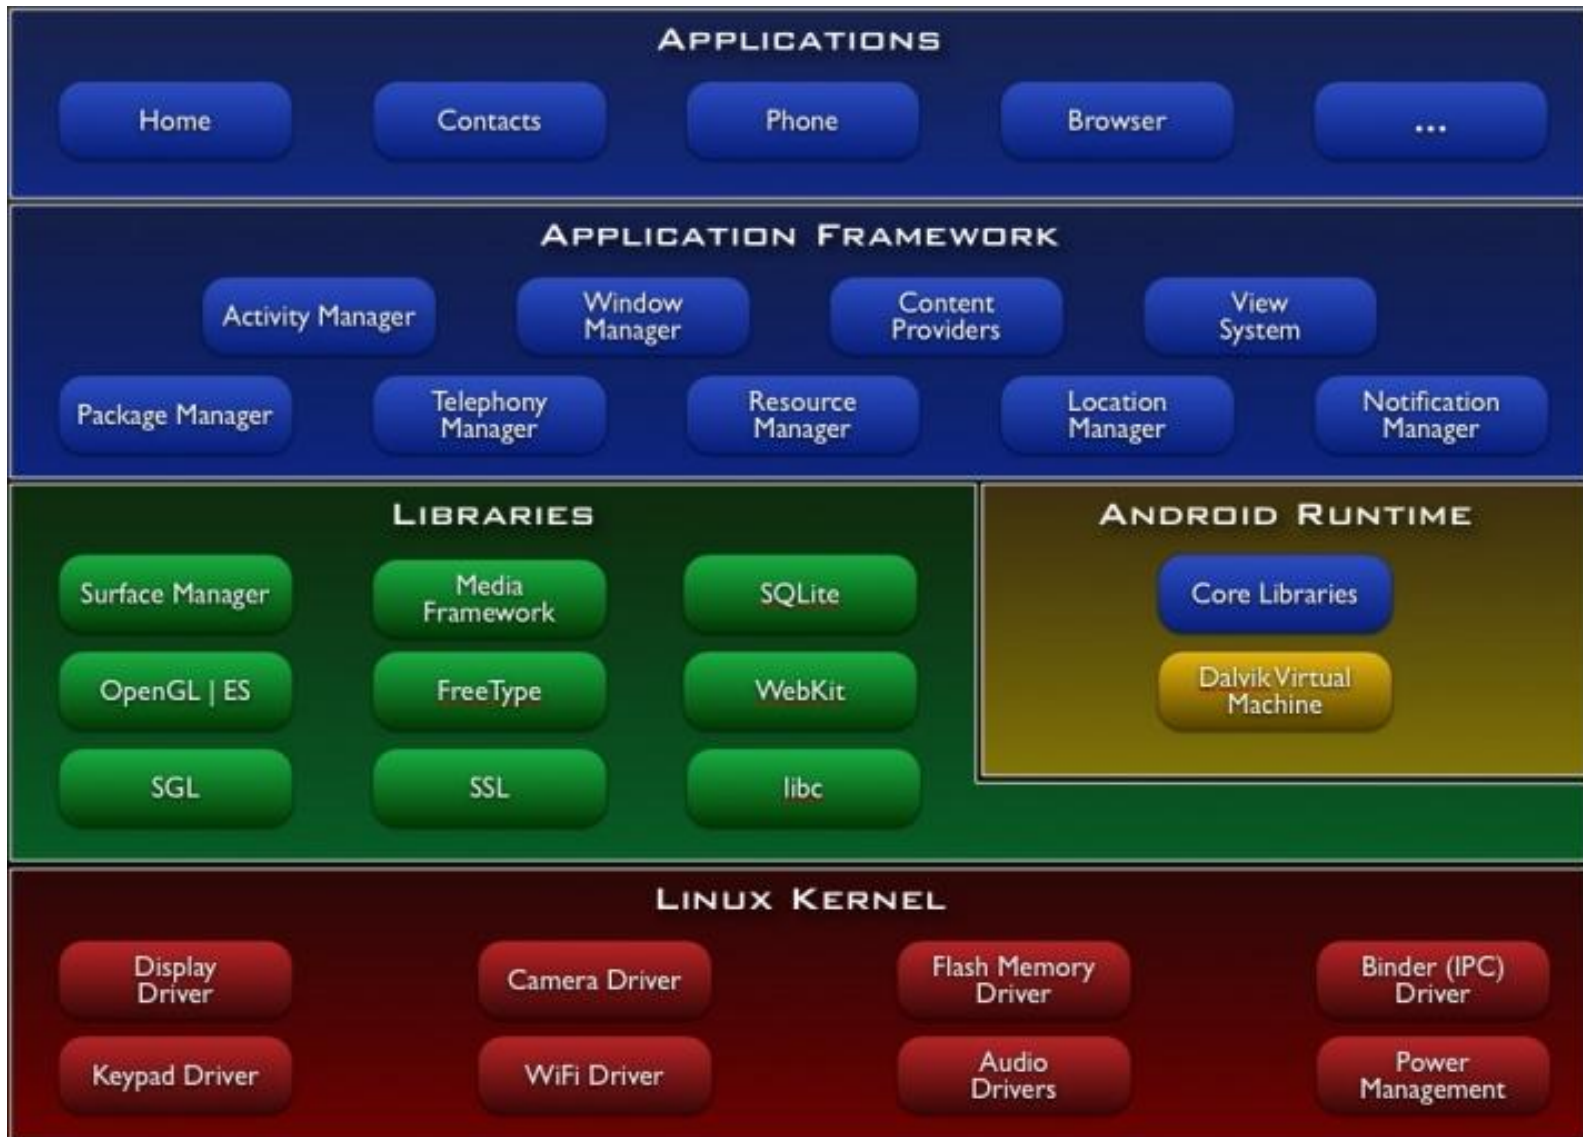 APPLICATIONS
Home
Contacts
Phone
Browser
...
APPLICATION FRAMEWORK
Activity Manager
Window
Manager
Content
Providers
View
System
Package Manager
Telephony
Manager
Resource
Manager
Location
Manager
Notification
Manager
LIBRARIES
Surface Manager
Media
Framework
SQLite
OpenGL | ES
FreeType
WebKit
SGL
SSL
libc
ANDROID RUNTIME
Core Libraries
Dalvik Virtual
Machine
LINUX KERNEL
Display
Driver
Camera Driver
Flash Memory
Driver
Binder (IPC)
Driver
Keypad Driver
WiFi Driver
Audio
Drivers
Power
Management